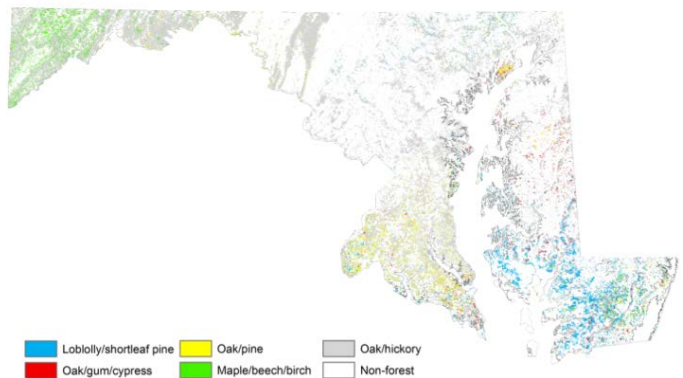 Loblolly/shortleaf pine Oak/pine Oak/hickory
Oak/gum/cypress Maple/beech/birch Non-forest